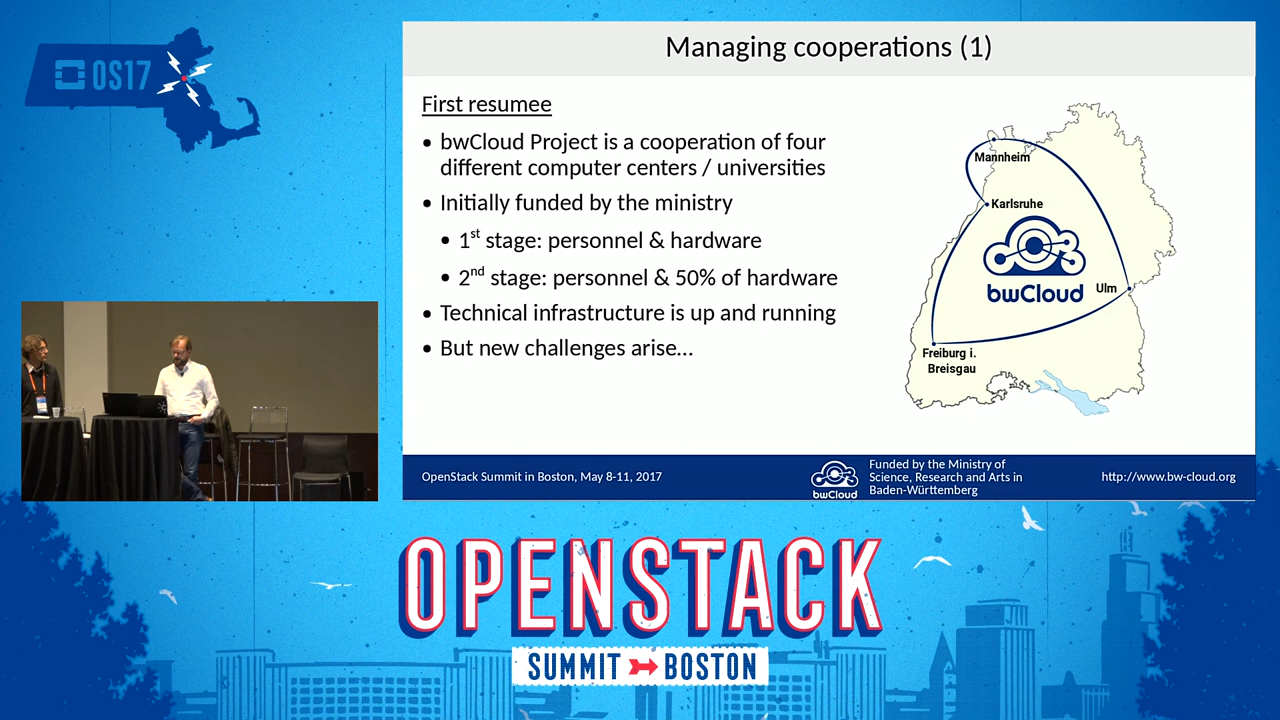 OS17
Managing cooperations (1)
First resumee
• bwCloud Project is a cooperation of four
different computer centers / universities
• Initially funded by the ministry
• 1st stage: personnel & hardware
• 2nd stage: personnel & 50% of hardware
• Technical infrastructure is up and running
• But new challenges arise...
Mannheim
Karlsruhe
bwCloud
Ulm
Freiburg i.
Breisgau
OpenStack Summit in Boston, May 8-11, 2017
bwCloud
Funded by the Ministry of
Science, Research and Arts in
Baden-Württemberg
http://www.bw-cloud.org
OPENSTACK
SUMMIT BOSTON